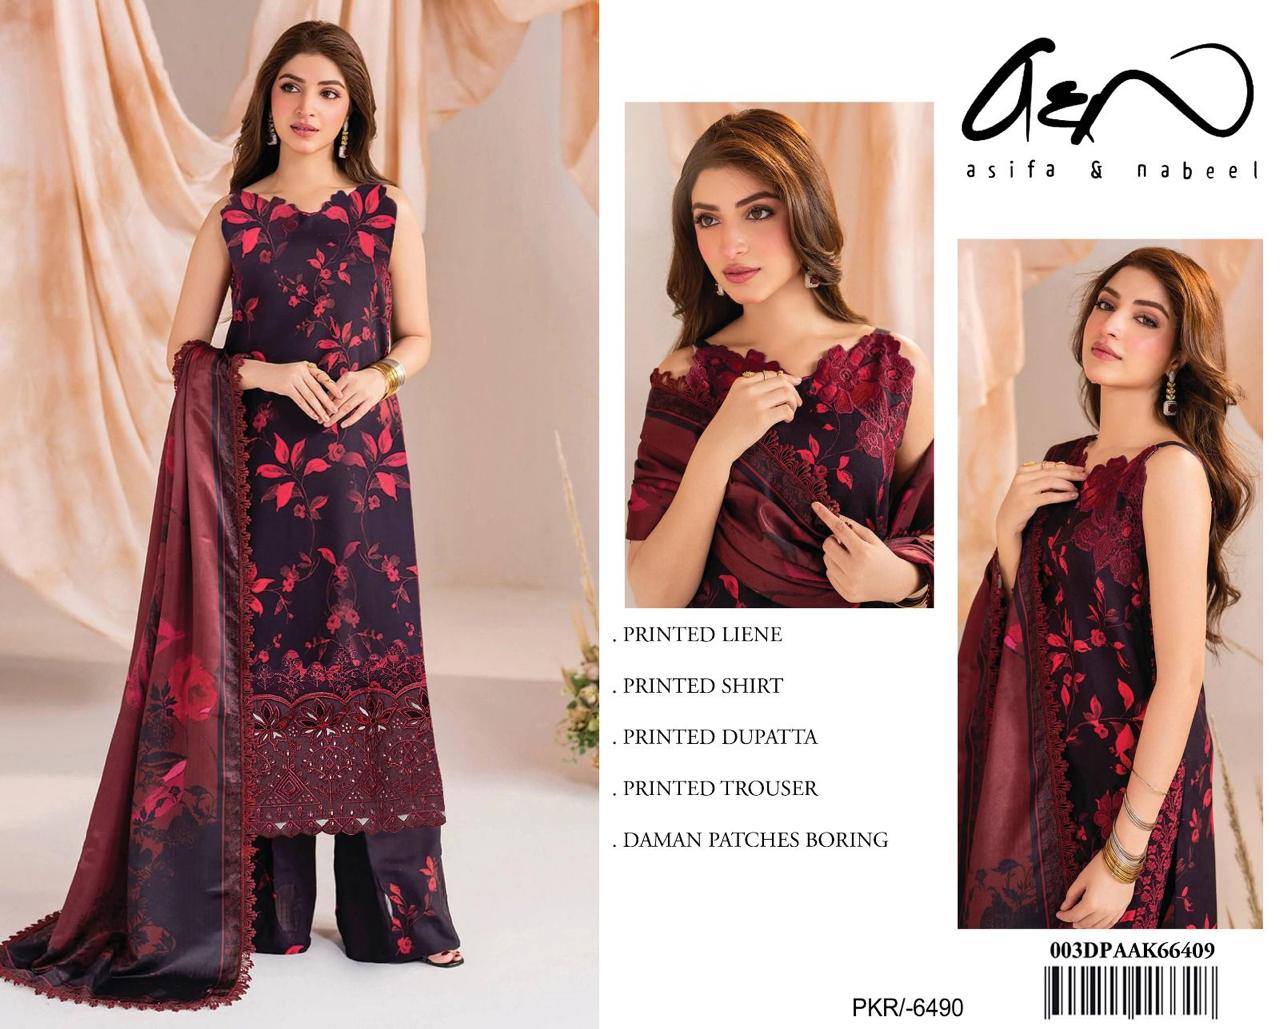 a&n
asifa & nabeel
. PRINTED LIENE
. PRINTED SHIRT
. PRINTED DUPATTA
. PRINTED TROUSER
. DAMAN PATCHES BORING
003DPAAK66409
PKR/-6490